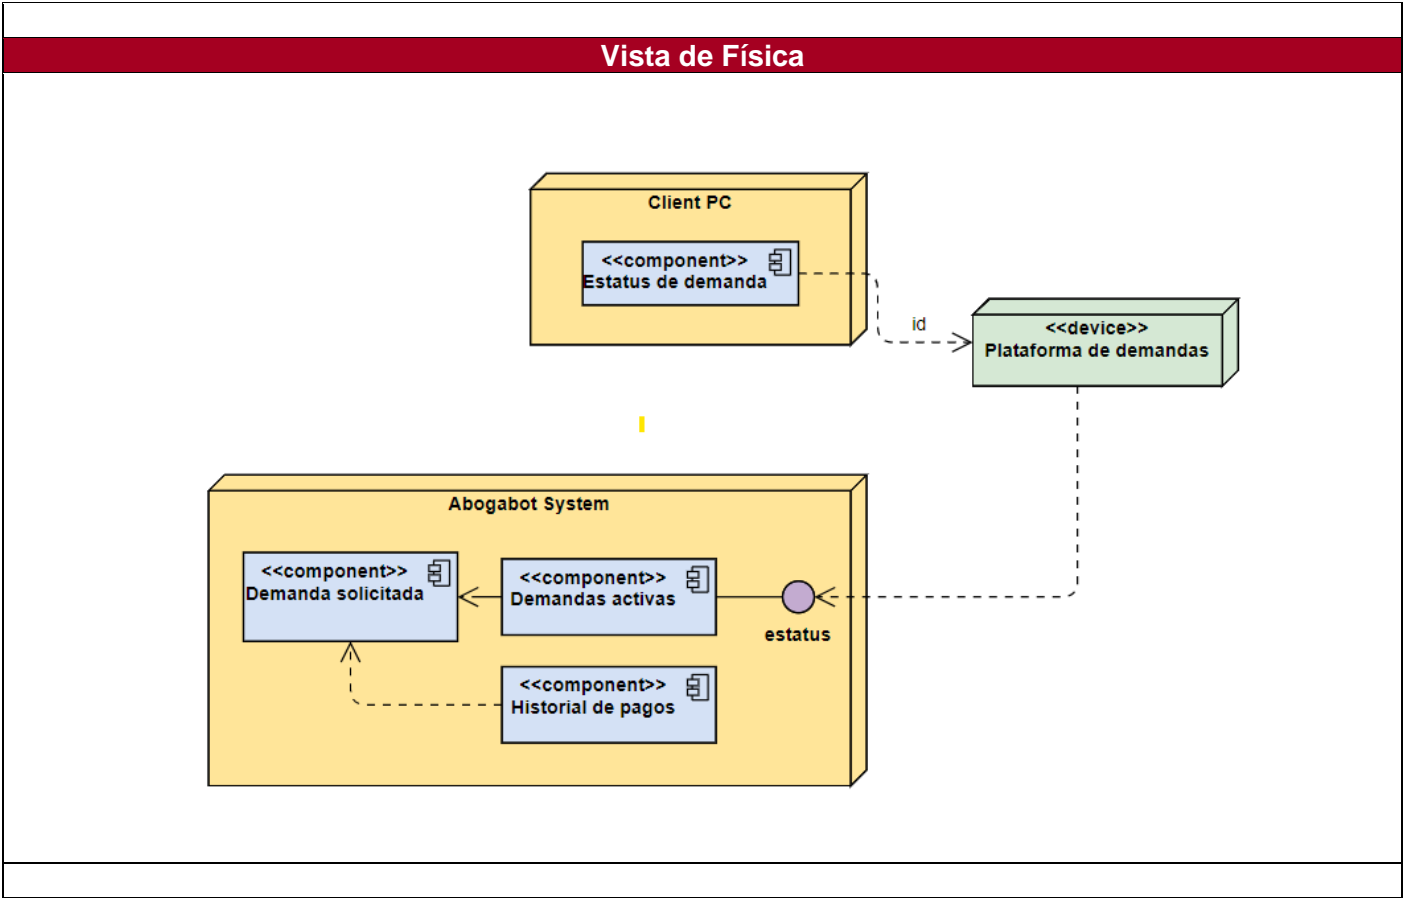 Vista de Física
Client PC
<<component>>
Estatus de demanda
id
<<device>>
Plataforma de demandas
Abogabot System
<<component>>
Demanda solicitada
<<component>>
Demandas activas
estatus
<<component>>
Historial de pagos